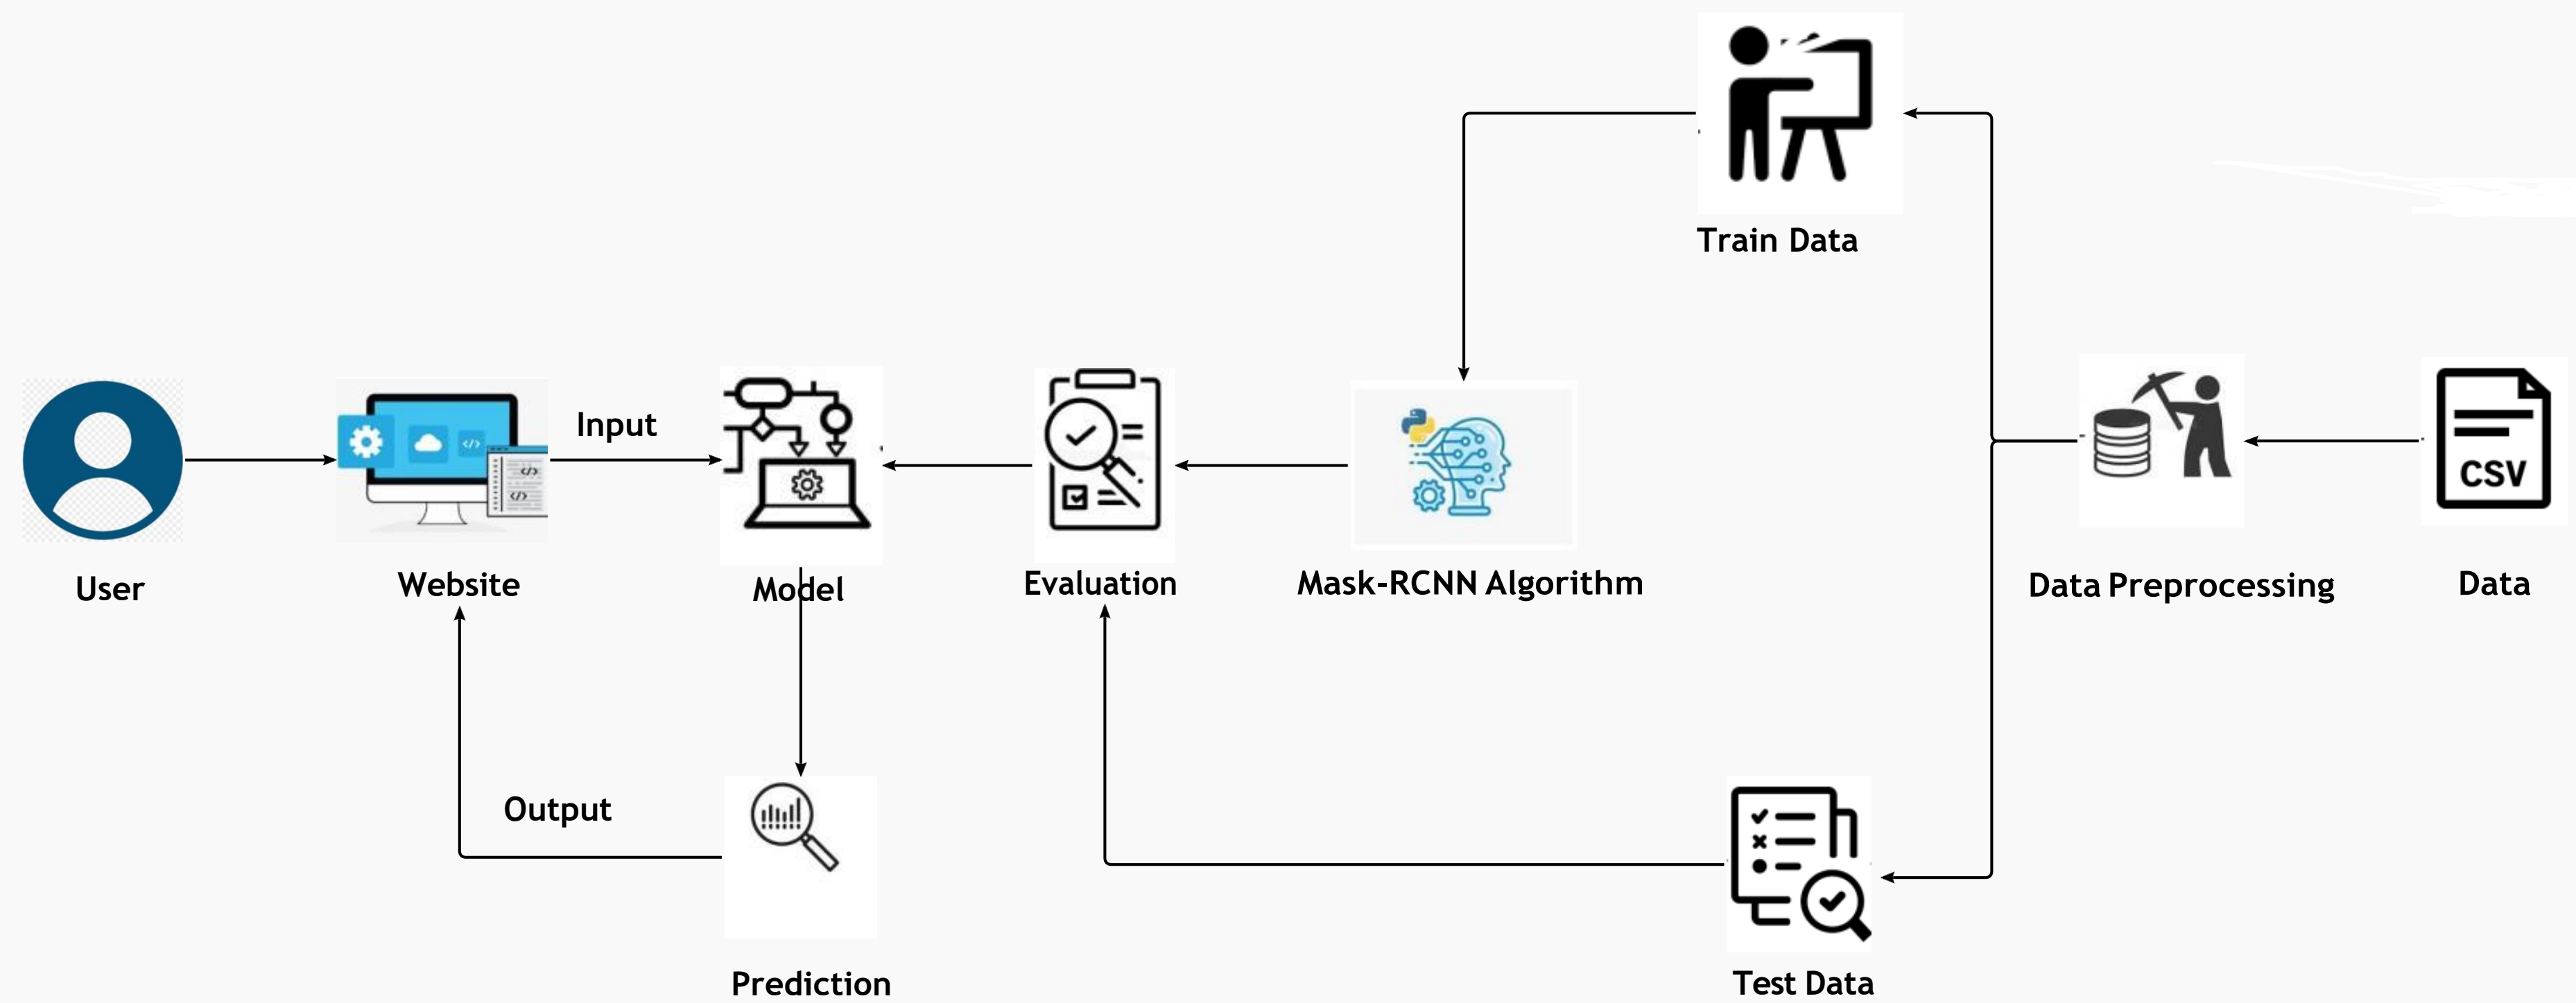 Train Data
Input
CSV
User
Website
Model
Evaluation
Mask-RCNN Algorithm
Data Preprocessing
Data
Output
Prediction
Test Data